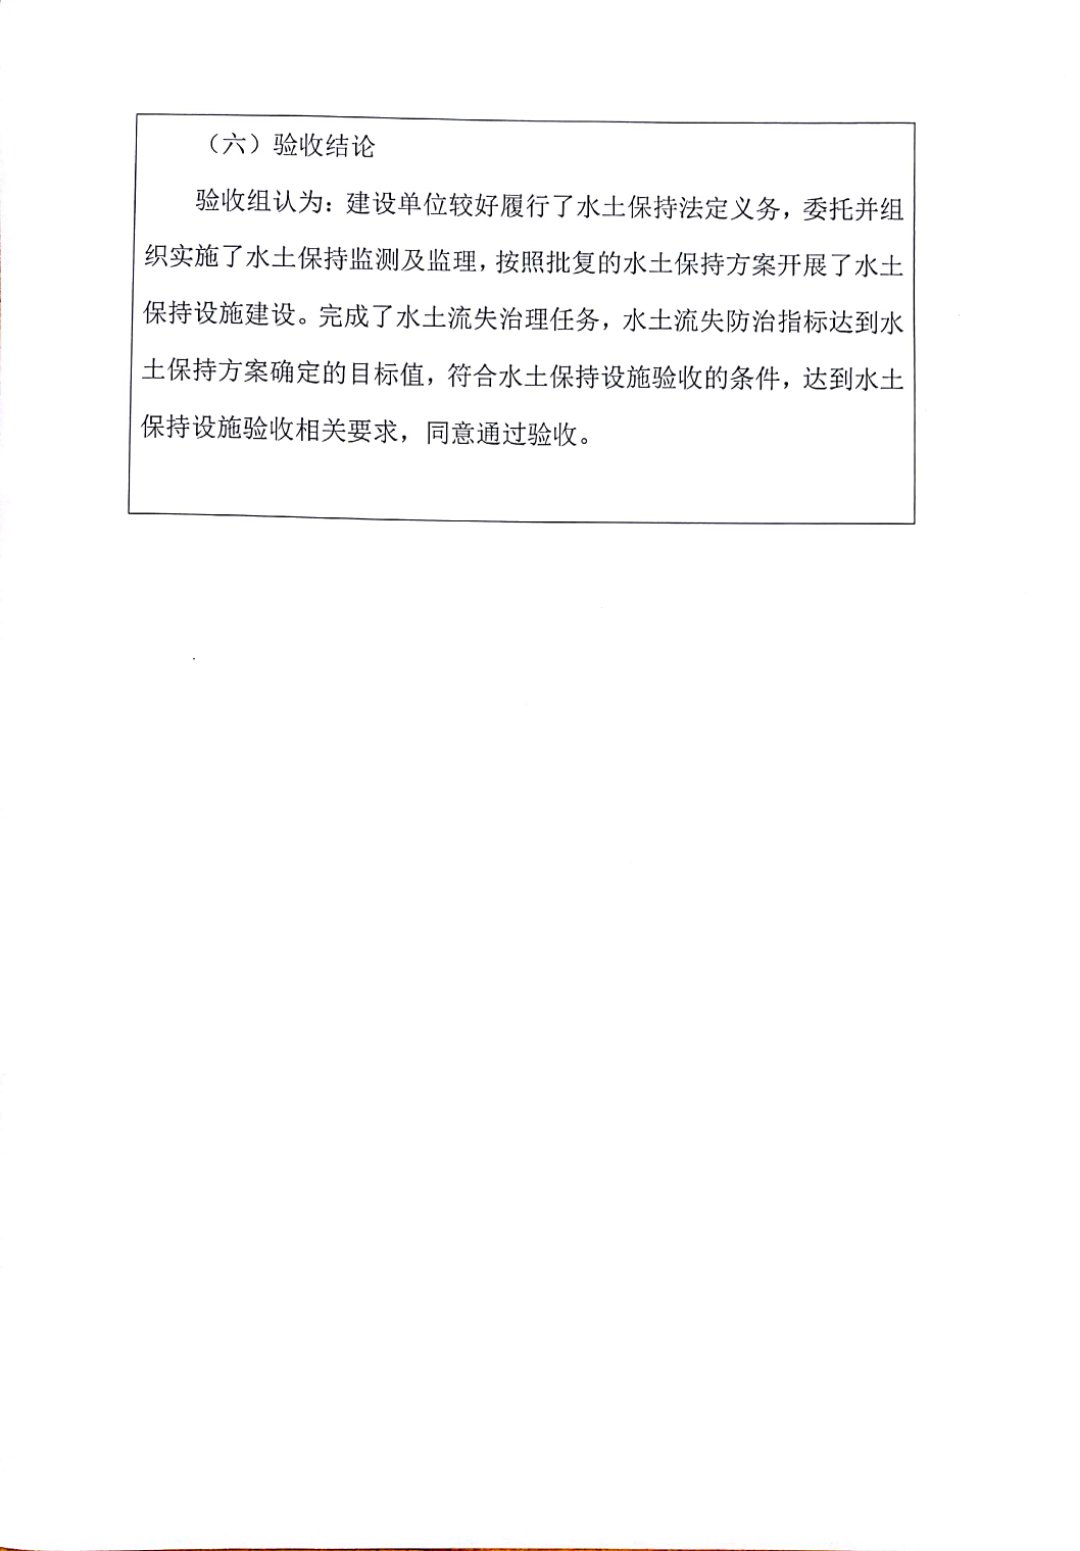 （六）验收结论
验收组认为：建设单位较好履行了水土保持法定义务，委托并组
织实施了水土保持监测及监理，按照批复的水土保持方案开展了水土
保持设施建设。完成了水土流失治理任务，水土流失防治指标达到水
土保持方案确定的目标值，符合水土保持设施验收的条件，达到水土
保持设施验收相关要求，同意通过验收。